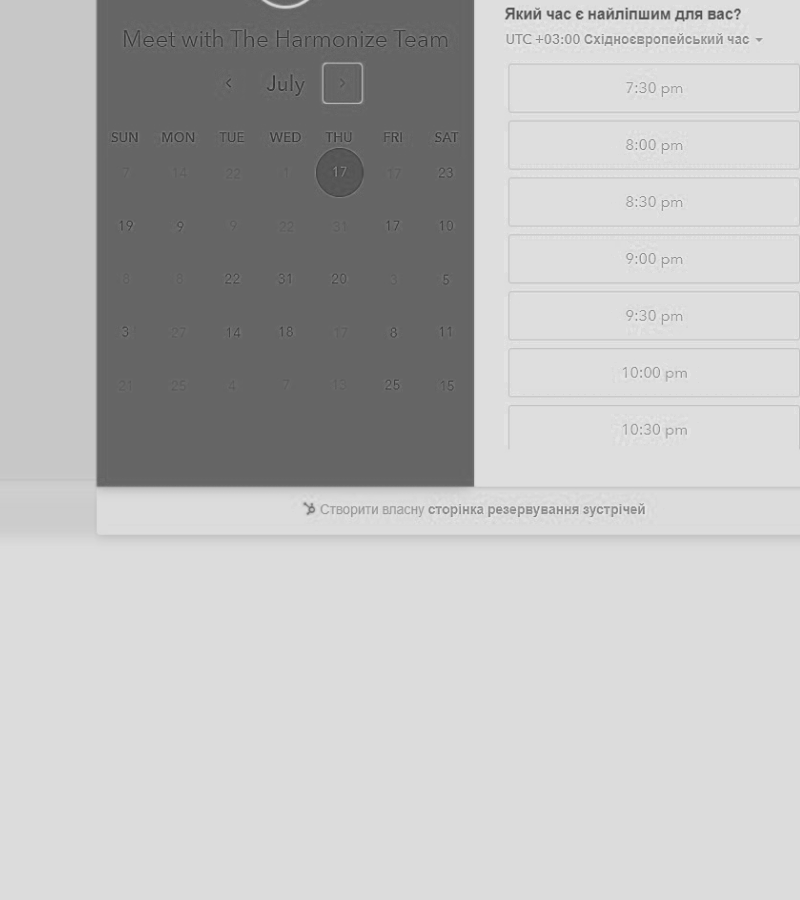 Meet with The Harmonize Team
July
SUN MON TUE WED THU FRI SAT
7 14 22 1 17 17 23
19 9 9 22 31 17 10
8 8 22 31 20 3 5
3 27 14 18 17 8 11
21 25 4 7 13 25 15
Який час є найліпшим для вас?
UTC +03:00 Східноєвропейський час
7:30 pm
8:00 pm
8:30 pm
9:00 pm
9:30 pm
10:00 pm
10:30 pm
Створити власну сторінка резервування зустрічей